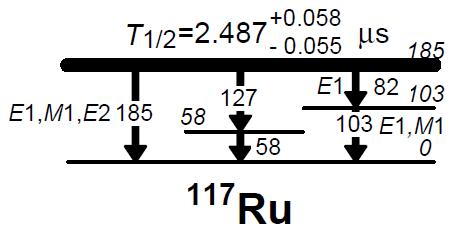 T1/2=2.487+0.058 - 0.055 μs
185
127
E1 82 103
E1,M1,E2 185
58
103 E1,M1
58
0
117Ru